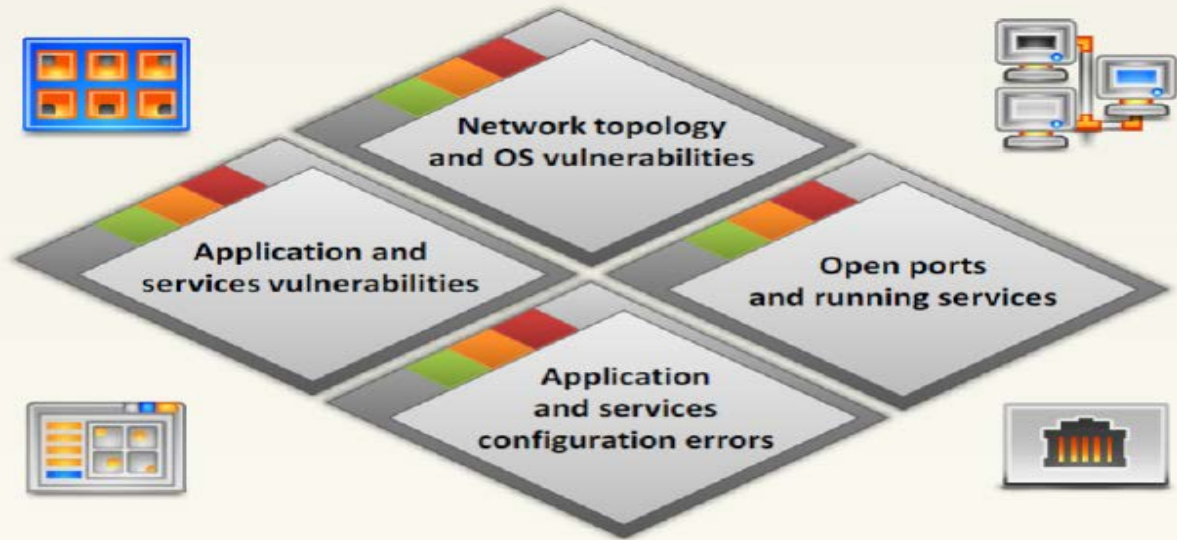 Network topology
and OS vulnerabilities
Application and
services vulnerabilities
Open ports
and running services
Application
and services
configuration errors